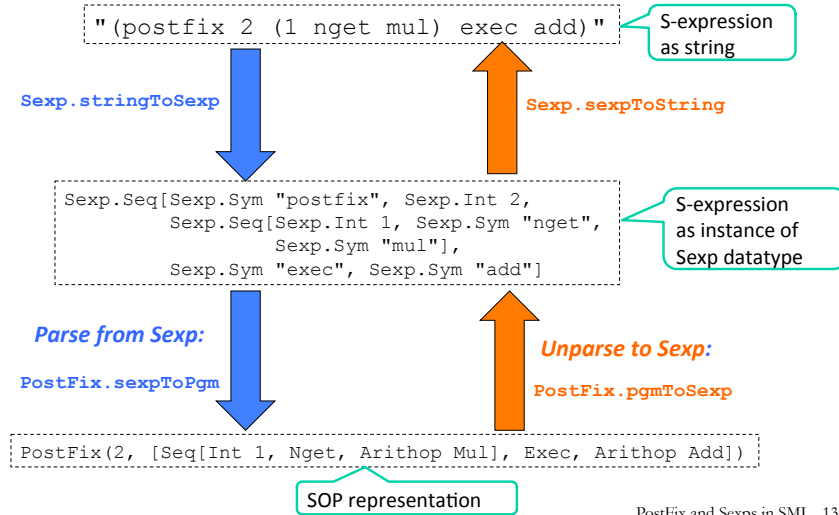 "(postfix 2 (1 nget mul) exec add)"
S-expression
as string
Sexp.stringToSexp
Sexp.sexpToString
Sexp.Seq[Sexp.Sym "postfix", Sexp.Int 2,
Sexp.Seq[Sexp.Int 1, Sexp.Sym "nget",
Sexp.Sym "mul"],
Sexp.Sym "exec", Sexp.Sym "add"]
S-expression
as instance of
Sexp datatype
Parse from Sexp:
PostFix.sexpToPgm
Unparse to Sexp:
PostFix.pgmToSexp
PostFix(2, [Seq[Int 1, Nget, Arithop Mul], Exec, Arithop Add])
SOP representation
PostFix and Sexps in SML 13